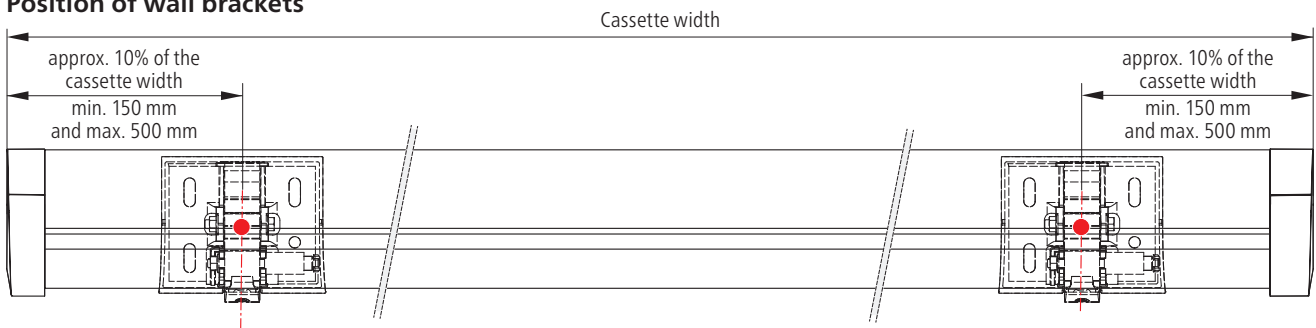 Position of wall brackets
Cassette width
approx. 10% of the
cassette width
min. 150 mm
and max. 500 mm
approx. 10% of the
cassette width
min. 150 mm
and max. 500 mm